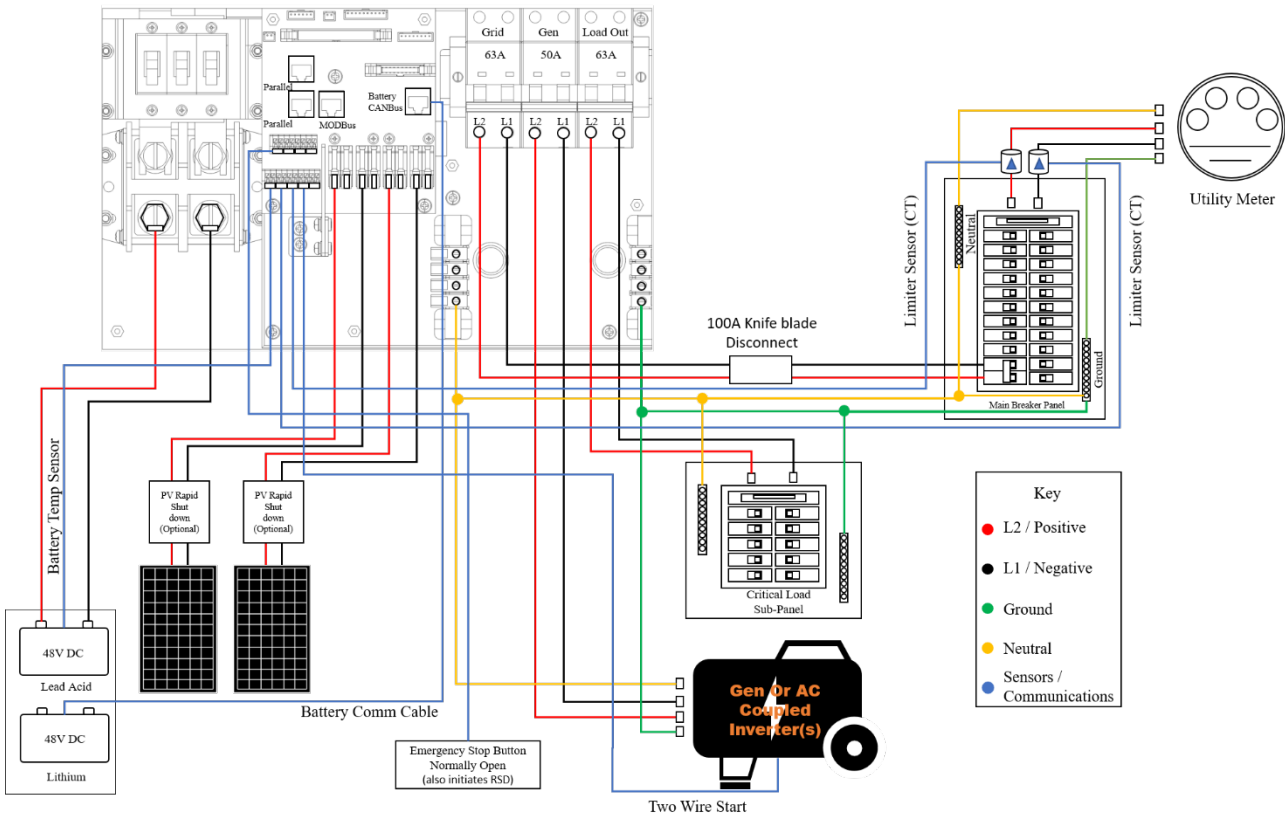 Grid
Gen
Load Out
63A
50A
63A
Parallel
Parallel
MODBus
Battery
CANBus
L2
L1
L2
L1
L2
L1
Utility Meter
Limiter Sensor (CT)
Neutral
Limiter Sensor (CT)
Ground
Main Breaker Panel
100A Knife blade
Disconnect
Battery Temp Sensor
PV Rapid
Shut
down
(Optional)
PV Rapid
Shut
down
(Optional)
Critical Load
Sub-Panel
Key
L2 / Positive
L1 / Negative
Ground
Neutral
Sensors /
Communications
48V DC
Lead Acid
48V DC
Lithium
Battery Comm Cable
Emergency Stop Button
Normally Open
(also initiates RSD)
Gen Or AC
Coupled
Inverter(s)
Two Wire Start